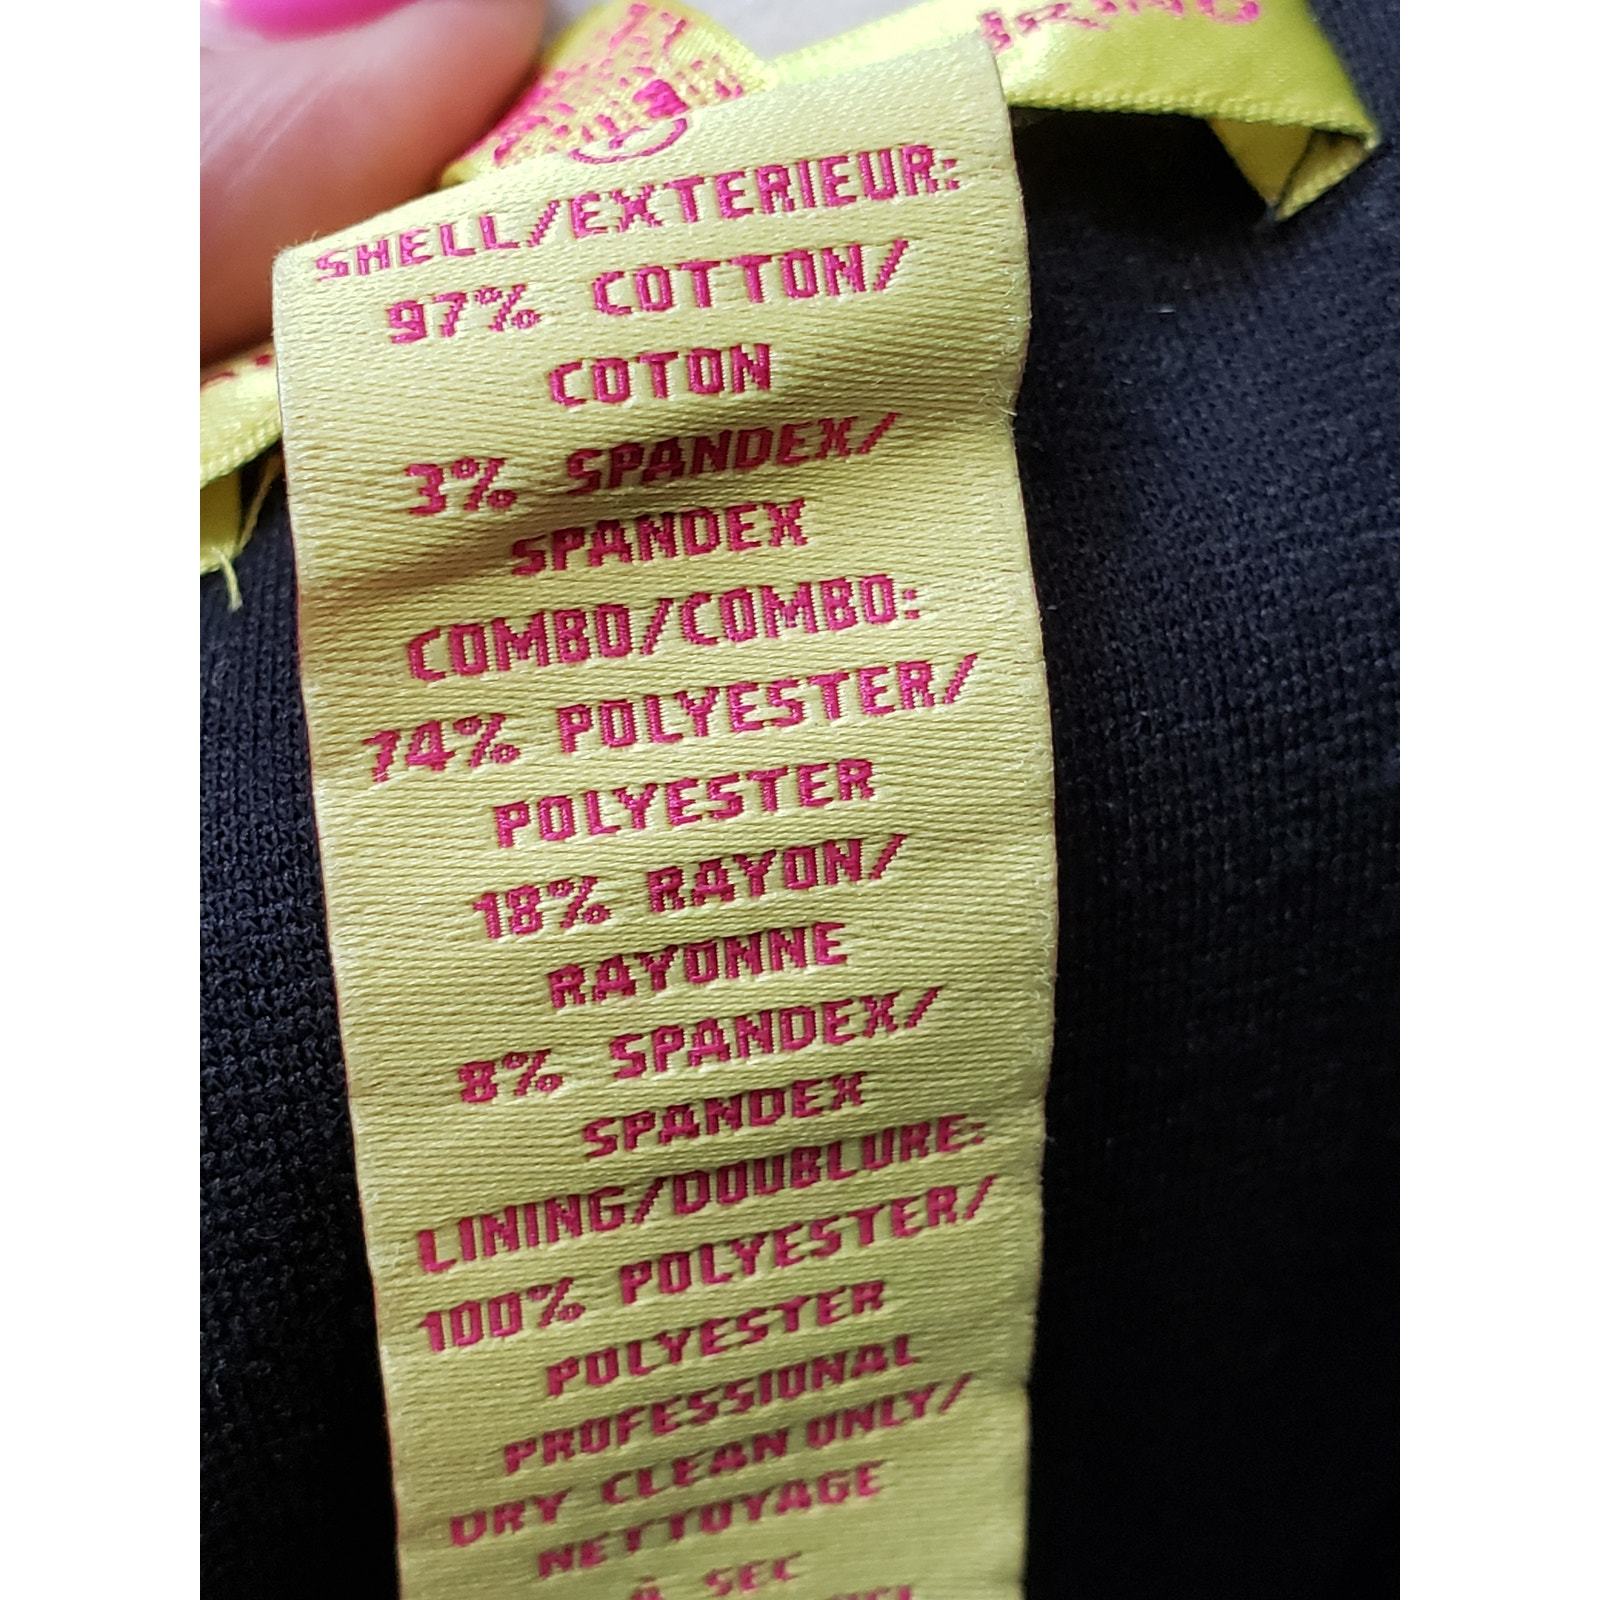 SHELL/EXTERIEUR:
97% COTTON/
COTON
3% SPANDEX/
SPANDEX
COMBO/COMBO:
74% POLYESTER/
POLYESTER
18% RAYON/
RAYONNE
8% SPANDEX/
SPANDEX
LINING/DOUBLURE:
100% POLYESTER/
POLYESTER
PROFESSIONAL
DRY CLEAN ONLY/
NETTOYAGE
A SEC